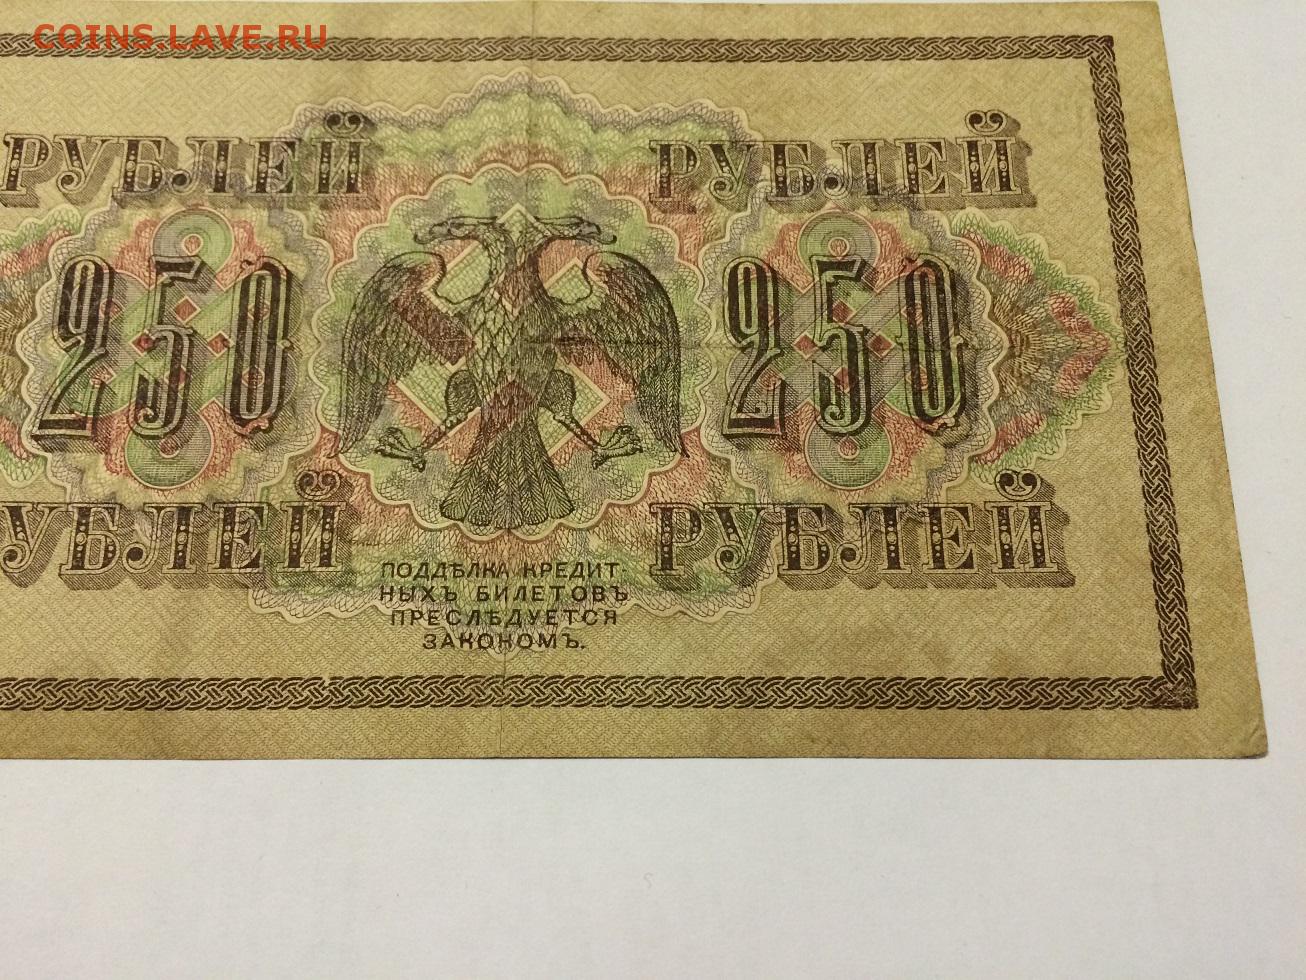 COINS.LAVE.RU
РУБЛЕЙ РУБЛЕЙ
250 250
РУБЛЕЙ РУБЛЕЙ
ПОДДѢЛКА КРЕДИТ-
НЫХЪ БИЛЕТОВЪ
ПРЕСЛѢДУЕТСЯ
ЗАКОНОМЪ.